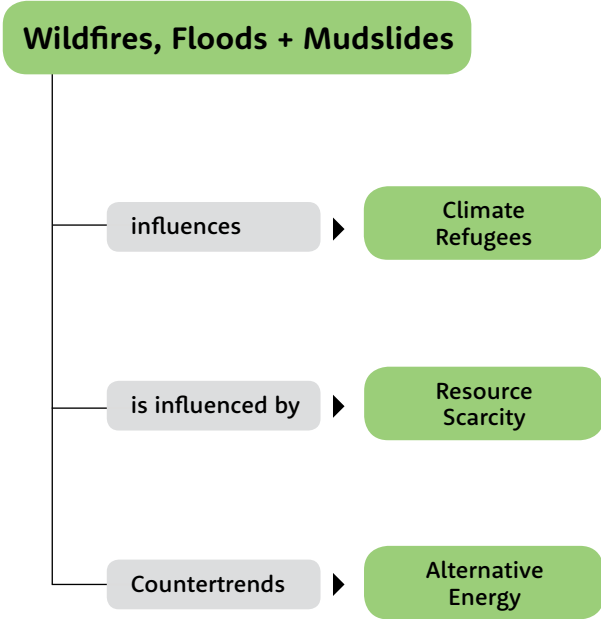 Wildfires, Floods + Mudslides
influences
Climate
Refugees
is influenced by
Resource
Scarcity
Countertrends
Alternative
Energy